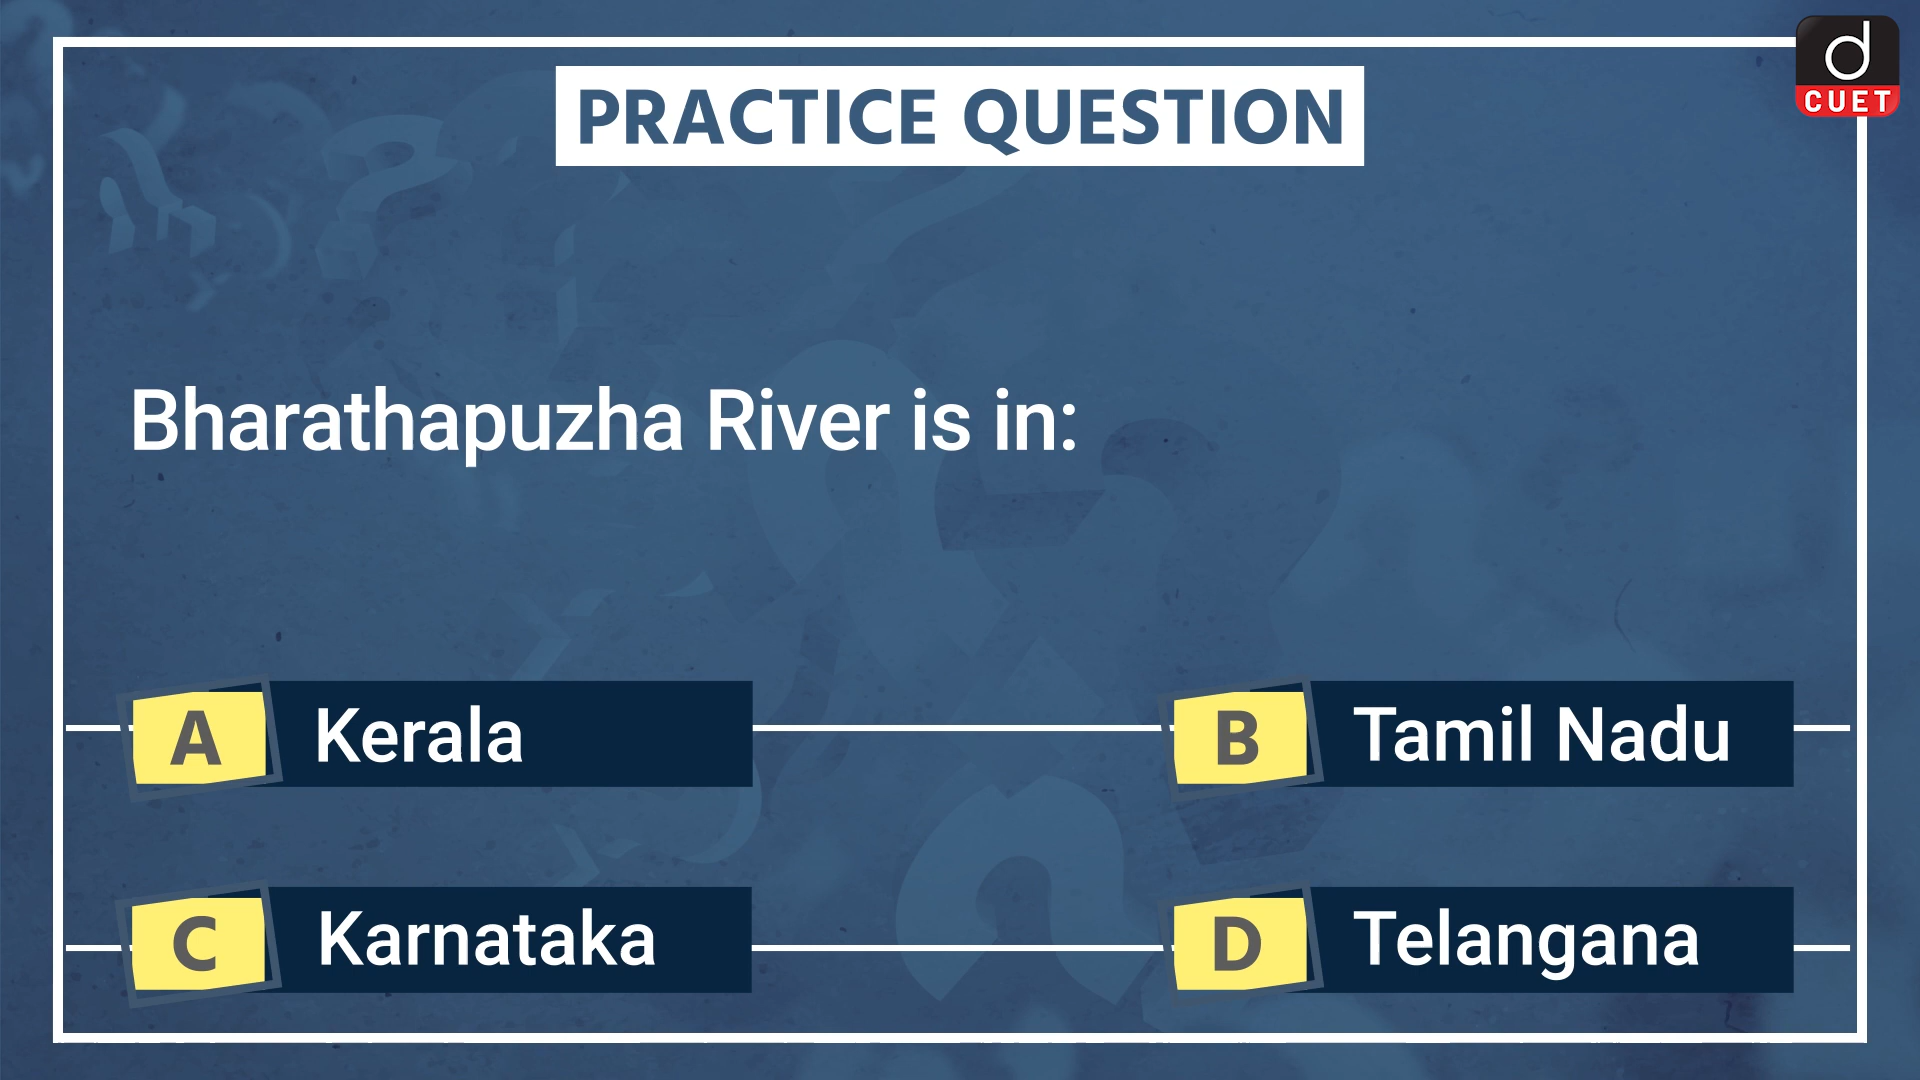 d
CUET
PRACTICE QUESTION
Bharathapuzha River is in:
A Kerala
B Tamil Nadu
C Karnataka
D Telangana